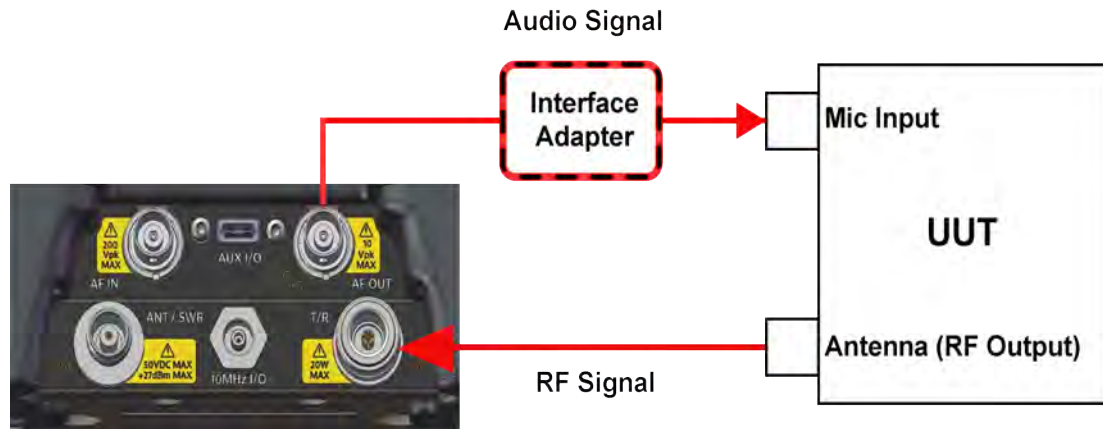 Audio Signal
Interface
Adapter
Mic Input
UUT
Antenna (RF Output)
RF Signal
200
Vpk
MAX
AF IN
AUX I/O
10
Vpk
MAX
AF OUT
ANT / SWR
50VDC MAX
+27dBm MAX
10MHz I/O
T/R
20W
MAX